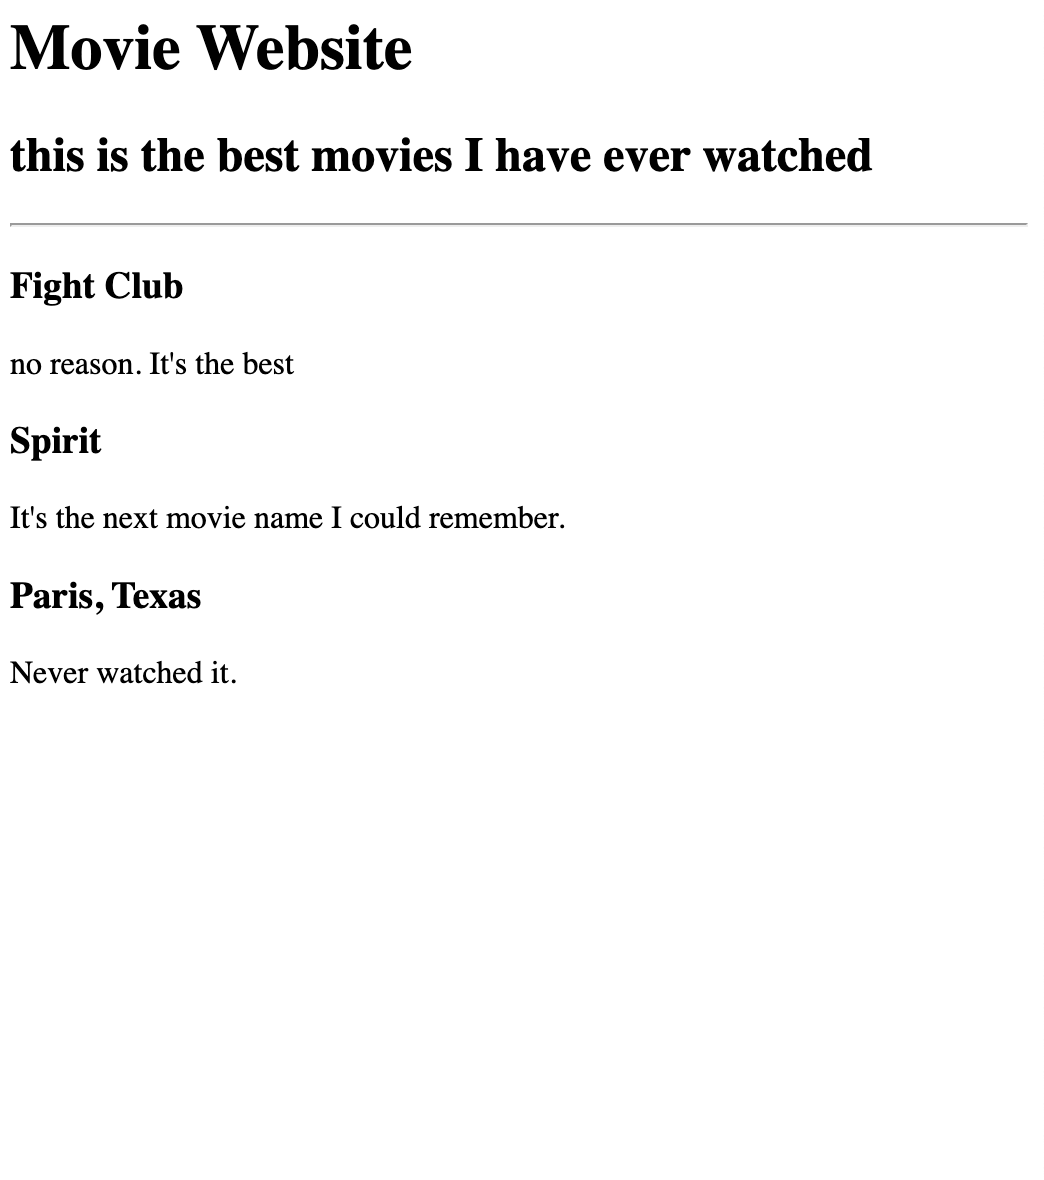 Movie Website
this is the best movies I have ever watched
Fight Club
no reason. It's the best
Spirit
It's the next movie name I could remember.
Paris, Texas
Never watched it.